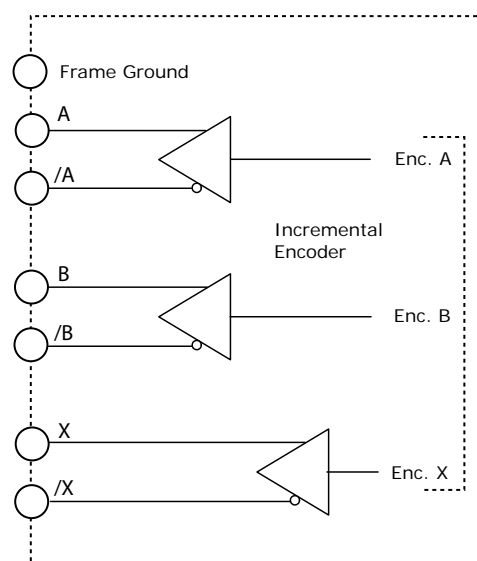 Frame Ground
A
/A
Enc. A
Incremental
Encoder
B
/B
Enc. B
X
/X
Enc. X